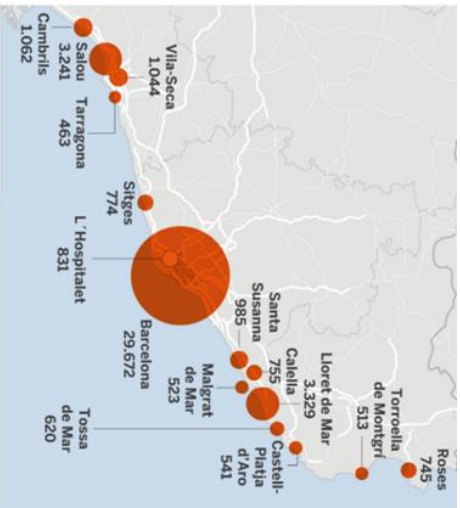 Cambrils
1.062
Salou
3.241
Vila-Seca
1.044
Tarragona
463
Sitges
774
L´Hospitalet
831
Barcelona
29.672
Santa
Susanna
985
Calella
755
Malgrat
de Mar
523
Lloret de Mar
3.329
Tossa
de Mar
620
Castell-
Platja
d'Aro
541
Torroella
de Montgrí
513
Roses
745